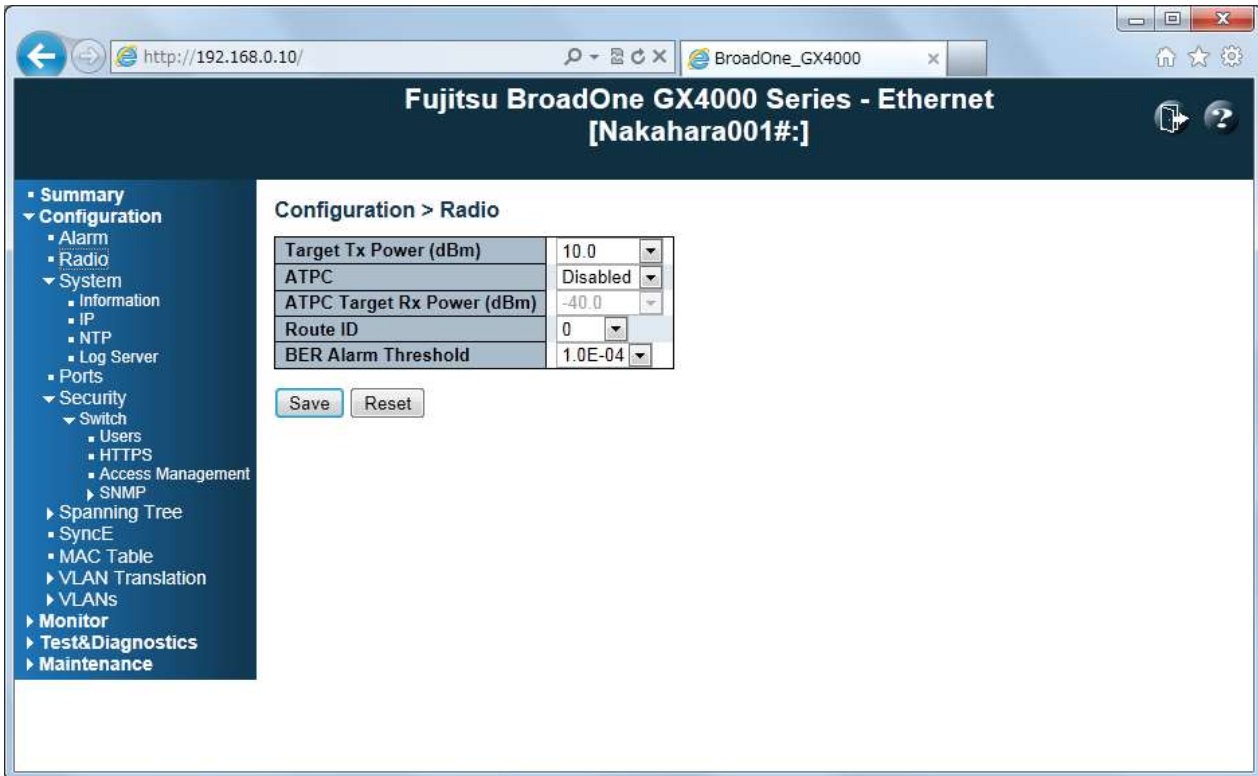 http://192.168.0.10/
BroadOne_GX4000
Fujitsu BroadOne GX4000 Series - Ethernet
[Nakahara001#:]
?
Summary
Configuration
Alarm
Radio
System
Information
IP
NTP
Log Server
Ports
Security
Switch
Users
HTTPS
Access Management
SNMP
Spanning Tree
SyncE
MAC Table
VLAN Translation
VLANs
Monitor
Test&Diagnostics
Maintenance
Configuration > Radio
Target Tx Power (dBm) 10.0
ATPC Disabled
ATPC Target Rx Power (dBm) -40.0
Route ID 0
BER Alarm Threshold 1.0E-04
Save Reset